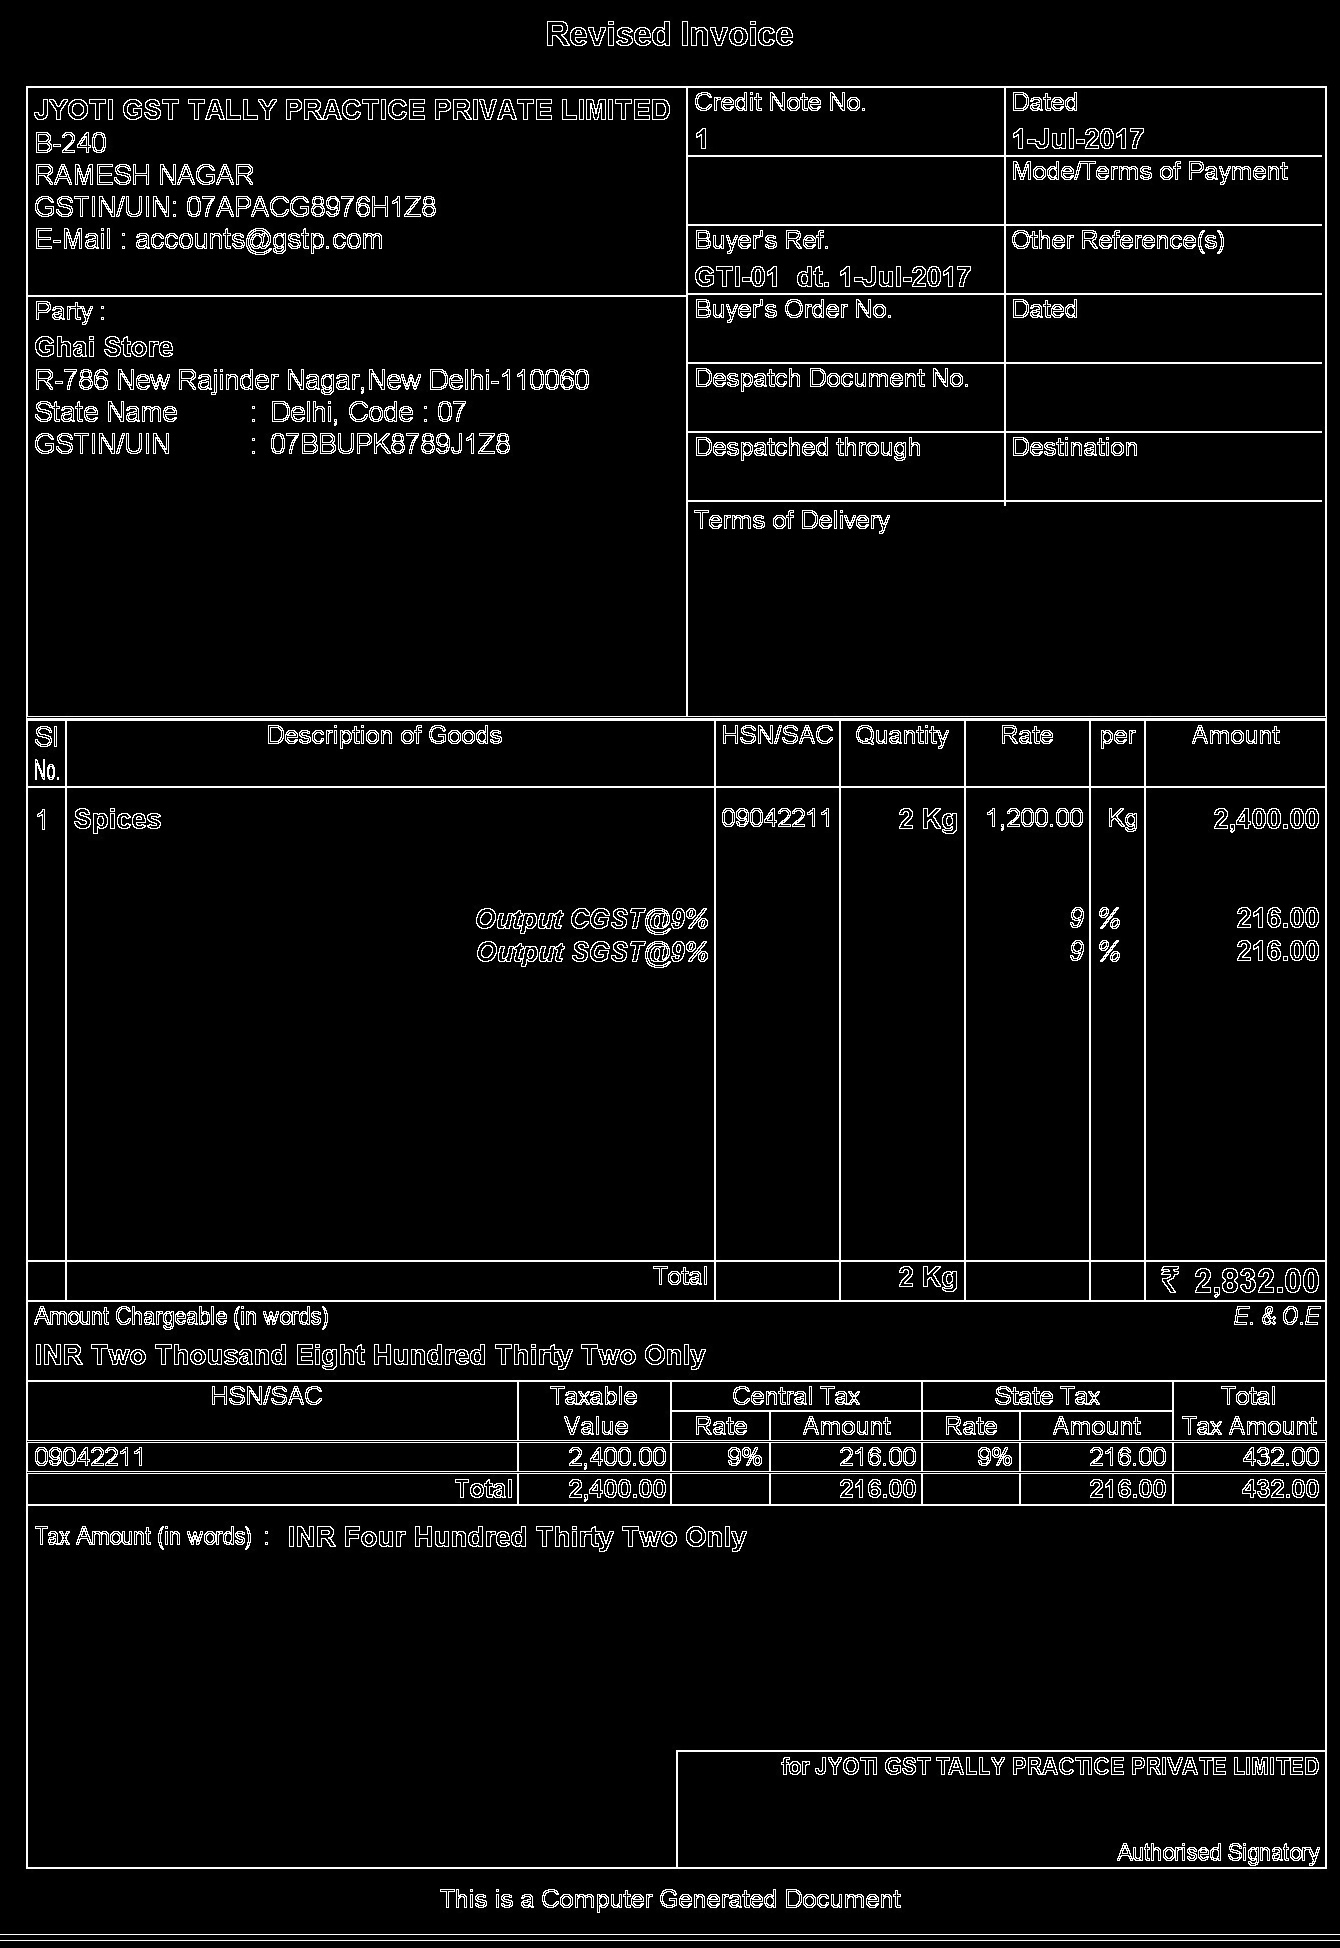 Revised Invoice
JYOTI GST TALLY PRACTICE PRIVATE LIMITED
B-240
RAMESH NAGAR
GSTIN/UIN: 07APACG8976H1Z8
E-Mail : accounts@gstp.com
Credit Note No.
1
Dated
1-Jul-2017
Mode/Terms of Payment
Buyer's Ref.
GTI-01 dt. 1-Jul-2017
Other Reference(s)
Buyer's Order No.
Dated
Despatch Document No.
Despatched through
Destination
Terms of Delivery
Party :
Ghai Store
R-786 New Rajinder Nagar,New Delhi-110060
State Name : Delhi, Code : 07
GSTIN/UIN : 07BBUPK8789J1Z8
Sl No. Description of Goods HSN/SAC Quantity Rate per Amount
1 Spices 09042211 2 Kg 1,200.00 Kg 2,400.00
Output CGST@9% 9 % 216.00
Output SGST@9% 9 % 216.00
Total 2 Kg ₹ 2,832.00
Amount Chargeable (in words) E. & O.E
INR Two Thousand Eight Hundred Thirty Two Only
HSN/SAC Taxable Central Tax State Tax Total
Value Rate Amount Rate Amount Tax Amount
09042211 2,400.00 9% 216.00 9% 216.00 432.00
Total 2,400.00 216.00 216.00 432.00
Tax Amount (in words) : INR Four Hundred Thirty Two Only
for JYOTI GST TALLY PRACTICE PRIVATE LIMITED
Authorised Signatory
This is a Computer Generated Document